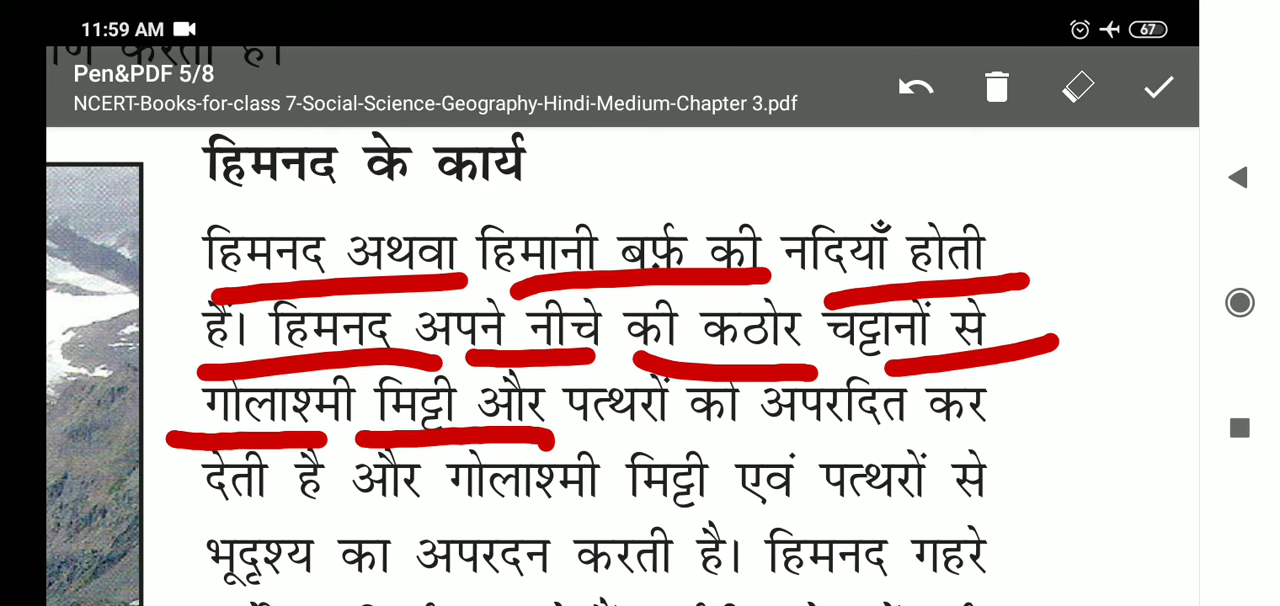 11:59 AM
67
करता है।
Pen&PDF 5/8
NCERT-Books-for-class 7-Social-Science-Geography-Hindi-Medium-Chapter 3.pdf
हिमनद के कार्य
हिमनद अथवा हिमानी बर्फ़ की नदियाँ होती
हैं। हिमनद अपने नीचे की कठोर चट्टानों से
गोलाश्मी मिट्टी और पत्थरों को अपरदित कर
देती है और गोलाश्मी मिट्टी एवं पत्थरों से
भूदृश्य का अपरदन करती है। हिमनद गहरे